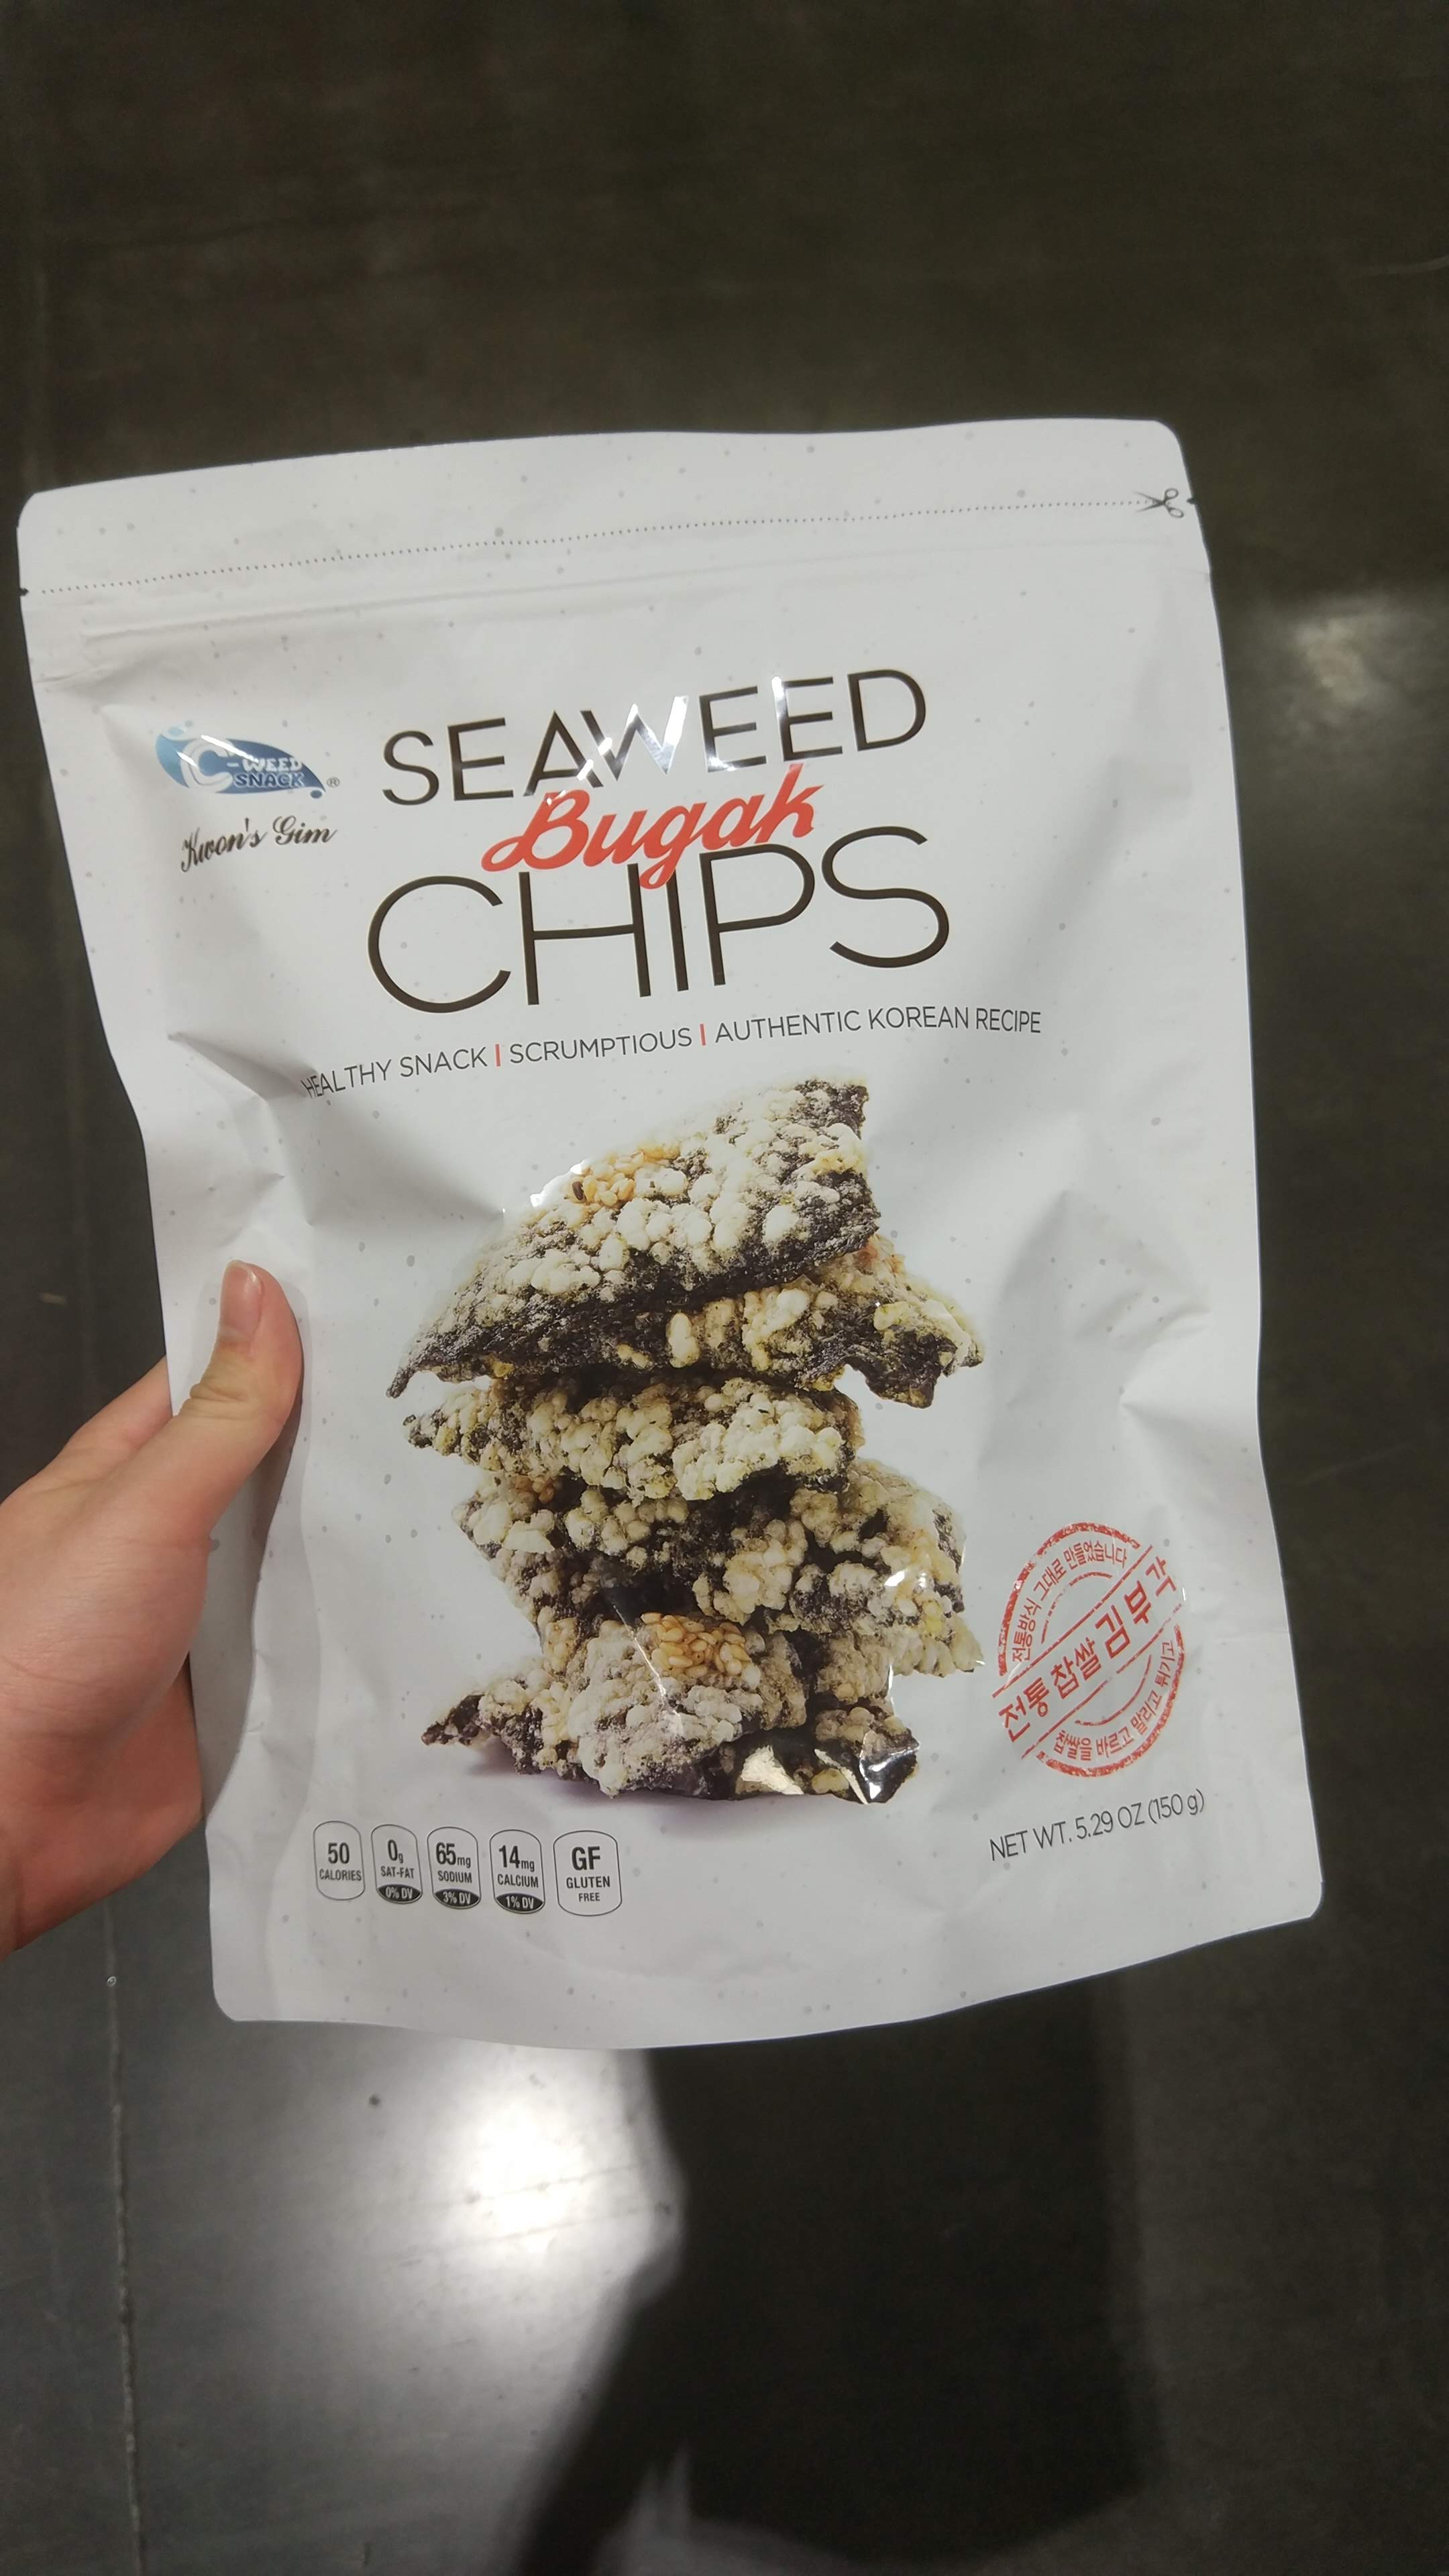 C-WEED
SNACK ®
Kwon's Gim
SEAWEED
Bugak
CHIPS
HEALTHY SNACK | SCRUMPTIOUS | AUTHENTIC KOREAN RECIPE
전통방식 그대로 만들었습니다
전통찹쌀김부각
찹쌀을 바르고 말리고 튀기고
NET WT. 5.29 OZ (150 g)
50
CALORIES
0g
SAT-FAT
0% DV
65mg
SODIUM
3% DV
14mg
CALCIUM
1% DV
GF
GLUTEN
FREE